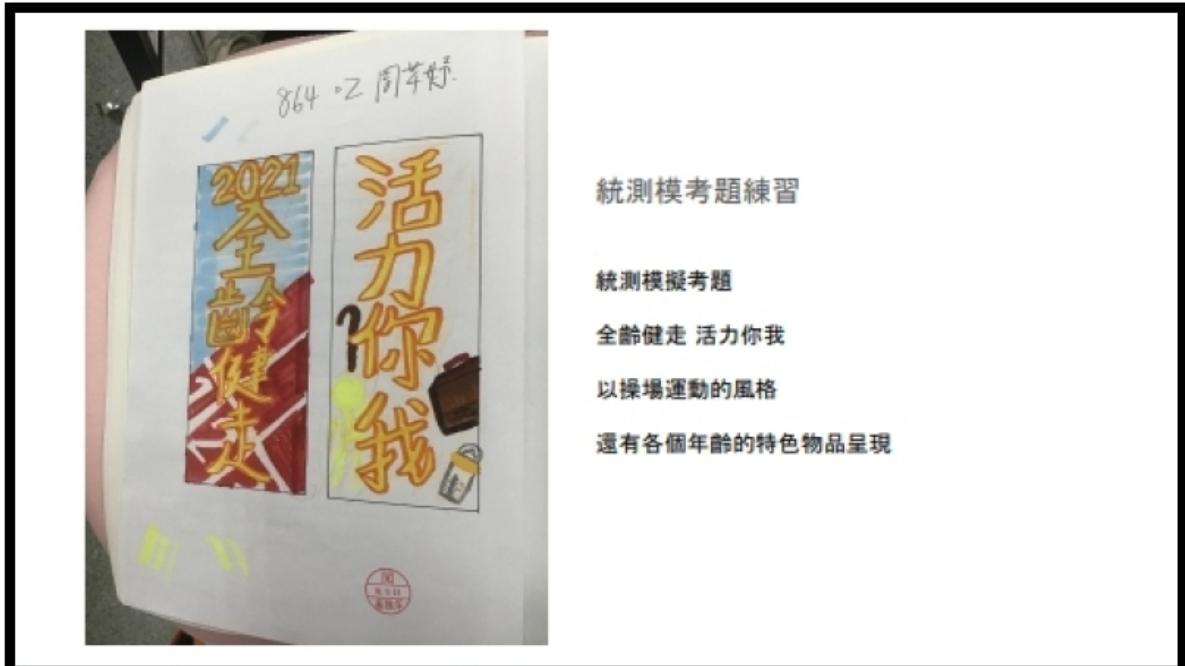 864 02 周芊妤
2021
全齡健走
活力你我
閱
統測模考題練習
統測模擬考題
全齡健走 活力你我
以操場運動的風格
還有各個年齡的特色物品呈現